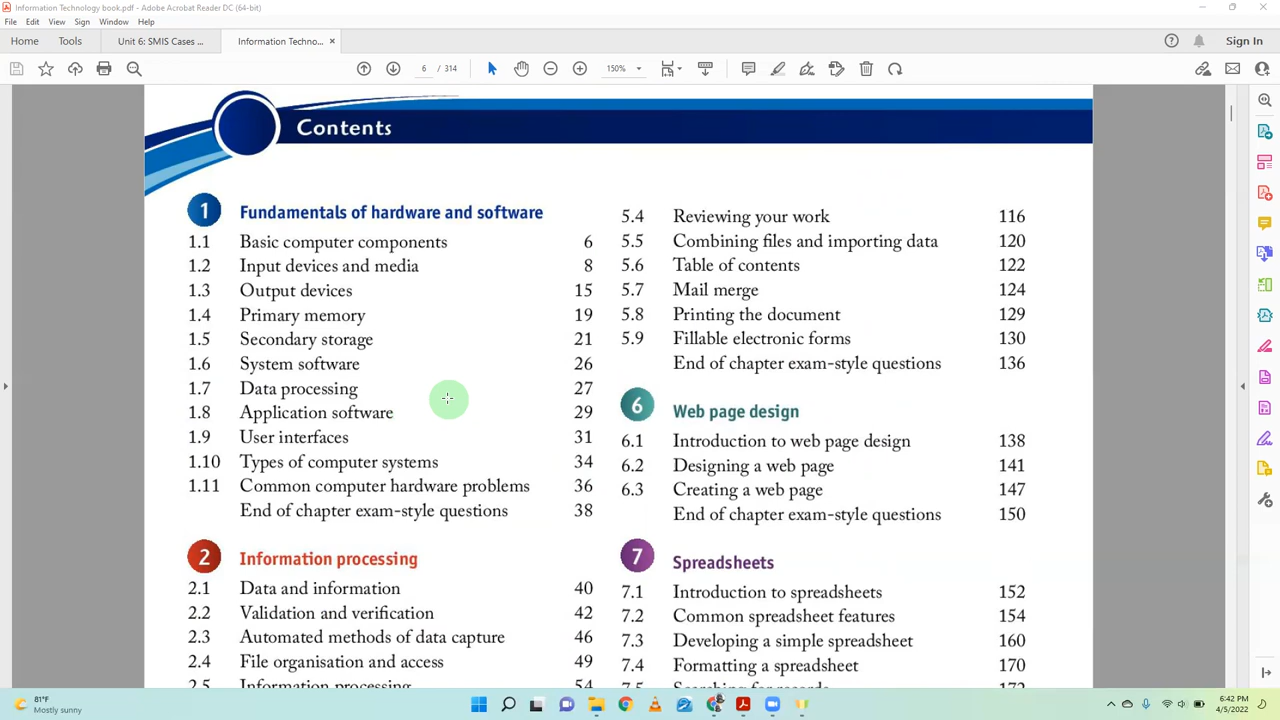 Information Technology book.pdf - Adobe Acrobat Reader DC (64-bit)
File Edit View Sign Window Help
Home Tools Unit 6: SMIS Cases ... Information Techno... × Sign In
6 / 314 150%
Contents
1 Fundamentals of hardware and software
1.1 Basic computer components 6
1.2 Input devices and media 8
1.3 Output devices 15
1.4 Primary memory 19
1.5 Secondary storage 21
1.6 System software 26
1.7 Data processing 27
1.8 Application software 29
1.9 User interfaces 31
1.10 Types of computer systems 34
1.11 Common computer hardware problems 36
End of chapter exam-style questions 38
2 Information processing
2.1 Data and information 40
2.2 Validation and verification 42
2.3 Automated methods of data capture 46
2.4 File organisation and access 49
2.5 Information processing 54
5.4 Reviewing your work 116
5.5 Combining files and importing data 120
5.6 Table of contents 122
5.7 Mail merge 124
5.8 Printing the document 129
5.9 Fillable electronic forms 130
End of chapter exam-style questions 136
6 Web page design
6.1 Introduction to web page design 138
6.2 Designing a web page 141
6.3 Creating a web page 147
End of chapter exam-style questions 150
7 Spreadsheets
7.1 Introduction to spreadsheets 152
7.2 Common spreadsheet features 154
7.3 Developing a simple spreadsheet 160
7.4 Formatting a spreadsheet 170
7.5 Searching for records 172
81°F
Mostly sunny
6:42 PM
4/5/2022